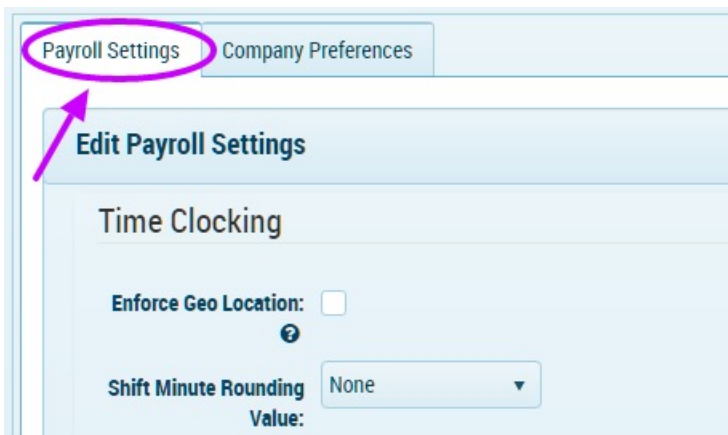 Payroll Settings Company Preferences
Edit Payroll Settings
Time Clocking
Enforce Geo Location:
Shift Minute Rounding
Value:
None